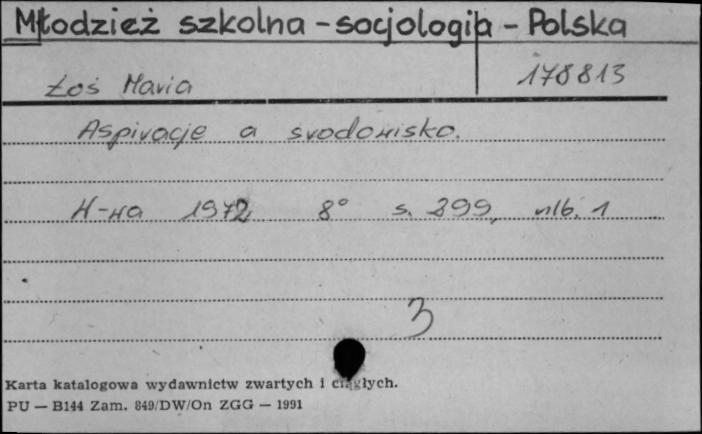 Młodzież szkolna - socjologia - Polska
Łoś Maria 178813
Aspiracje a środowisko.
W-wa 1972, 8° s. 299, nlb. 1
3
Karta katalogowa wydawnictw zwartych i ciągłych.
PU — B144 Zam. 849/DW/On ZGG — 1991